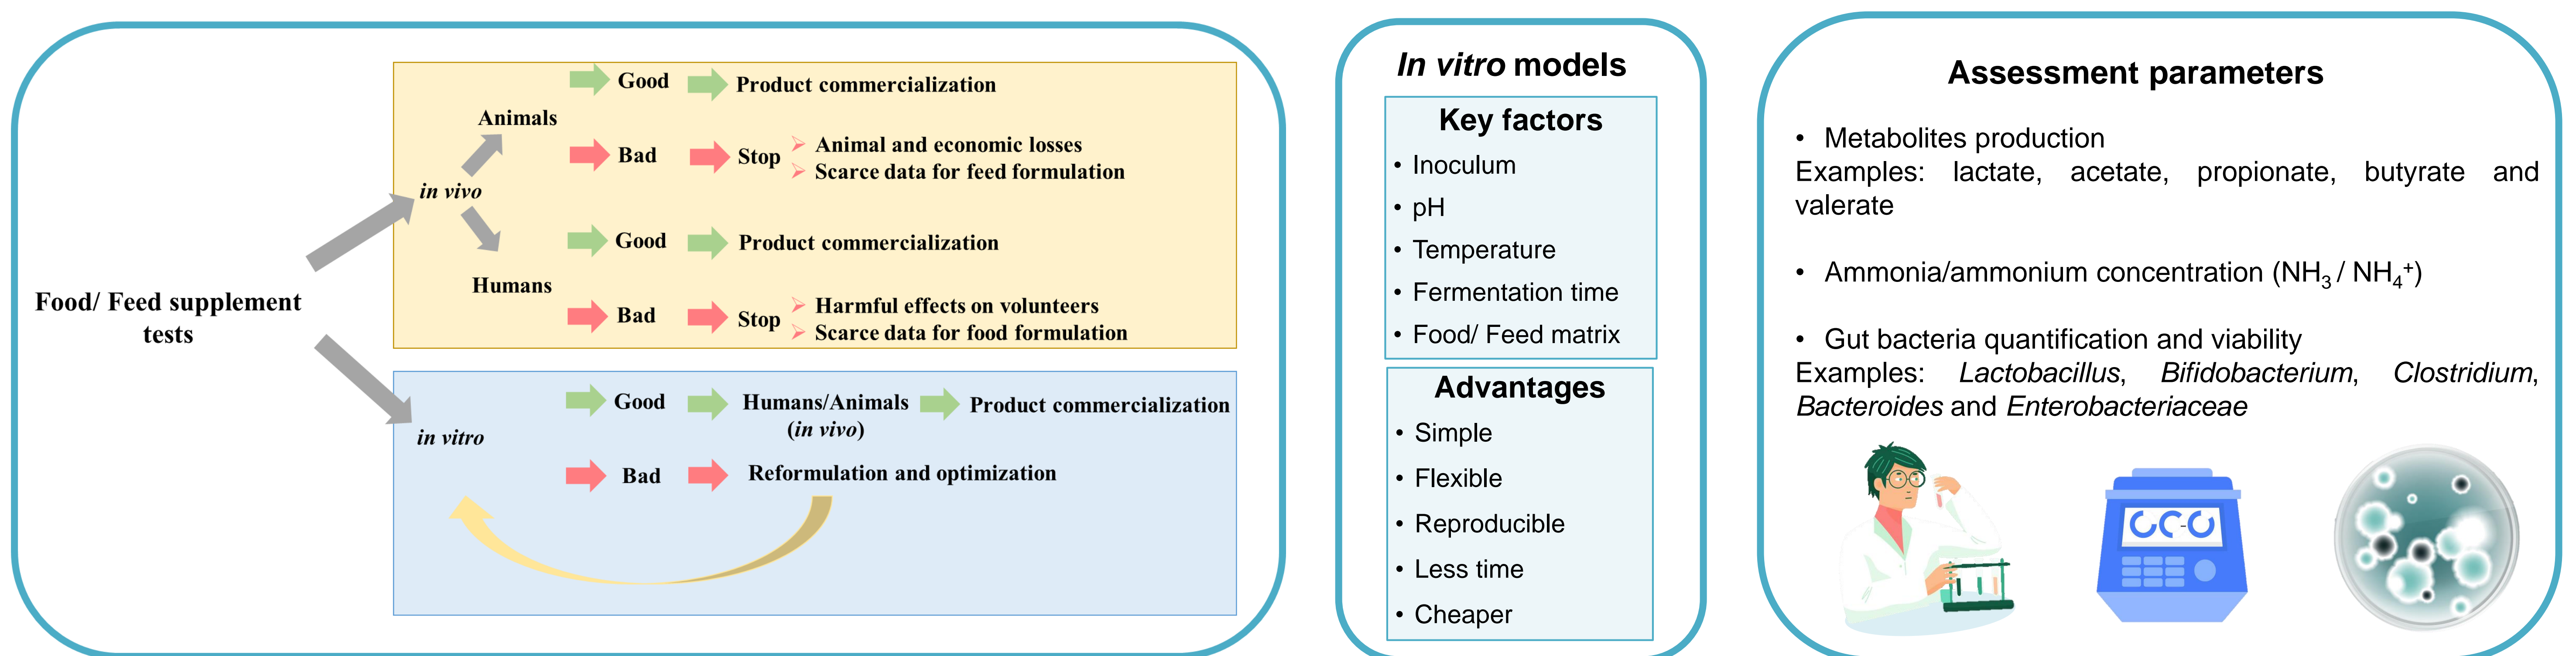 Food/ Feed supplement
tests
in vivo
Animals
Good
Product commercialization
Bad
Stop
➢ Animal and economic losses
➢ Scarce data for feed formulation
Humans
Good
Product commercialization
Bad
Stop
➢ Harmful effects on volunteers
➢ Scarce data for food formulation
in vitro
Good
Humans/Animals
(in vivo)
Product commercialization
Bad
Reformulation and optimization
In vitro models
Key factors
• Inoculum
• pH
• Temperature
• Fermentation time
• Food/ Feed matrix
Advantages
• Simple
• Flexible
• Reproducible
• Less time
• Cheaper
Assessment parameters
• Metabolites production
Examples: lactate, acetate, propionate, butyrate and
valerate
• Ammonia/ammonium concentration (NH₃ / NH₄⁺)
• Gut bacteria quantification and viability
Examples: Lactobacillus, Bifidobacterium, Clostridium,
Bacteroides and Enterobacteriaceae